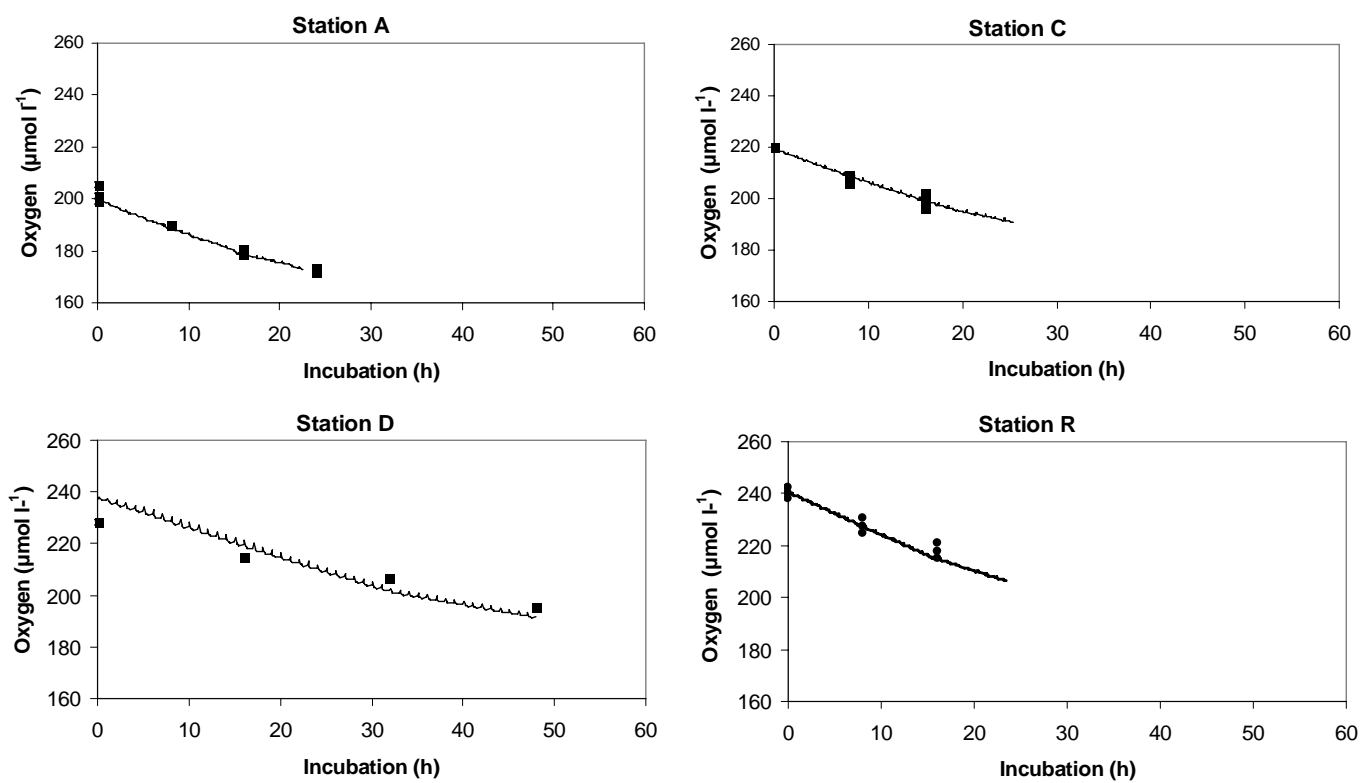 Station A
Oxygen (µmol l⁻¹)
260
240
220
200
180
160
0 10 20 30 40 50 60
Incubation (h)
Station C
Oxygen (µmol l-¹)
260
240
220
200
180
160
0 10 20 30 40 50 60
Incubation (h)
Station D
Oxygen (µmol l-¹)
260
240
220
200
180
160
0 10 20 30 40 50 60
Incubation (h)
Station R
Oxygen (µmol l-¹)
260
240
220
200
180
160
0 10 20 30 40 50 60
Incubation (h)